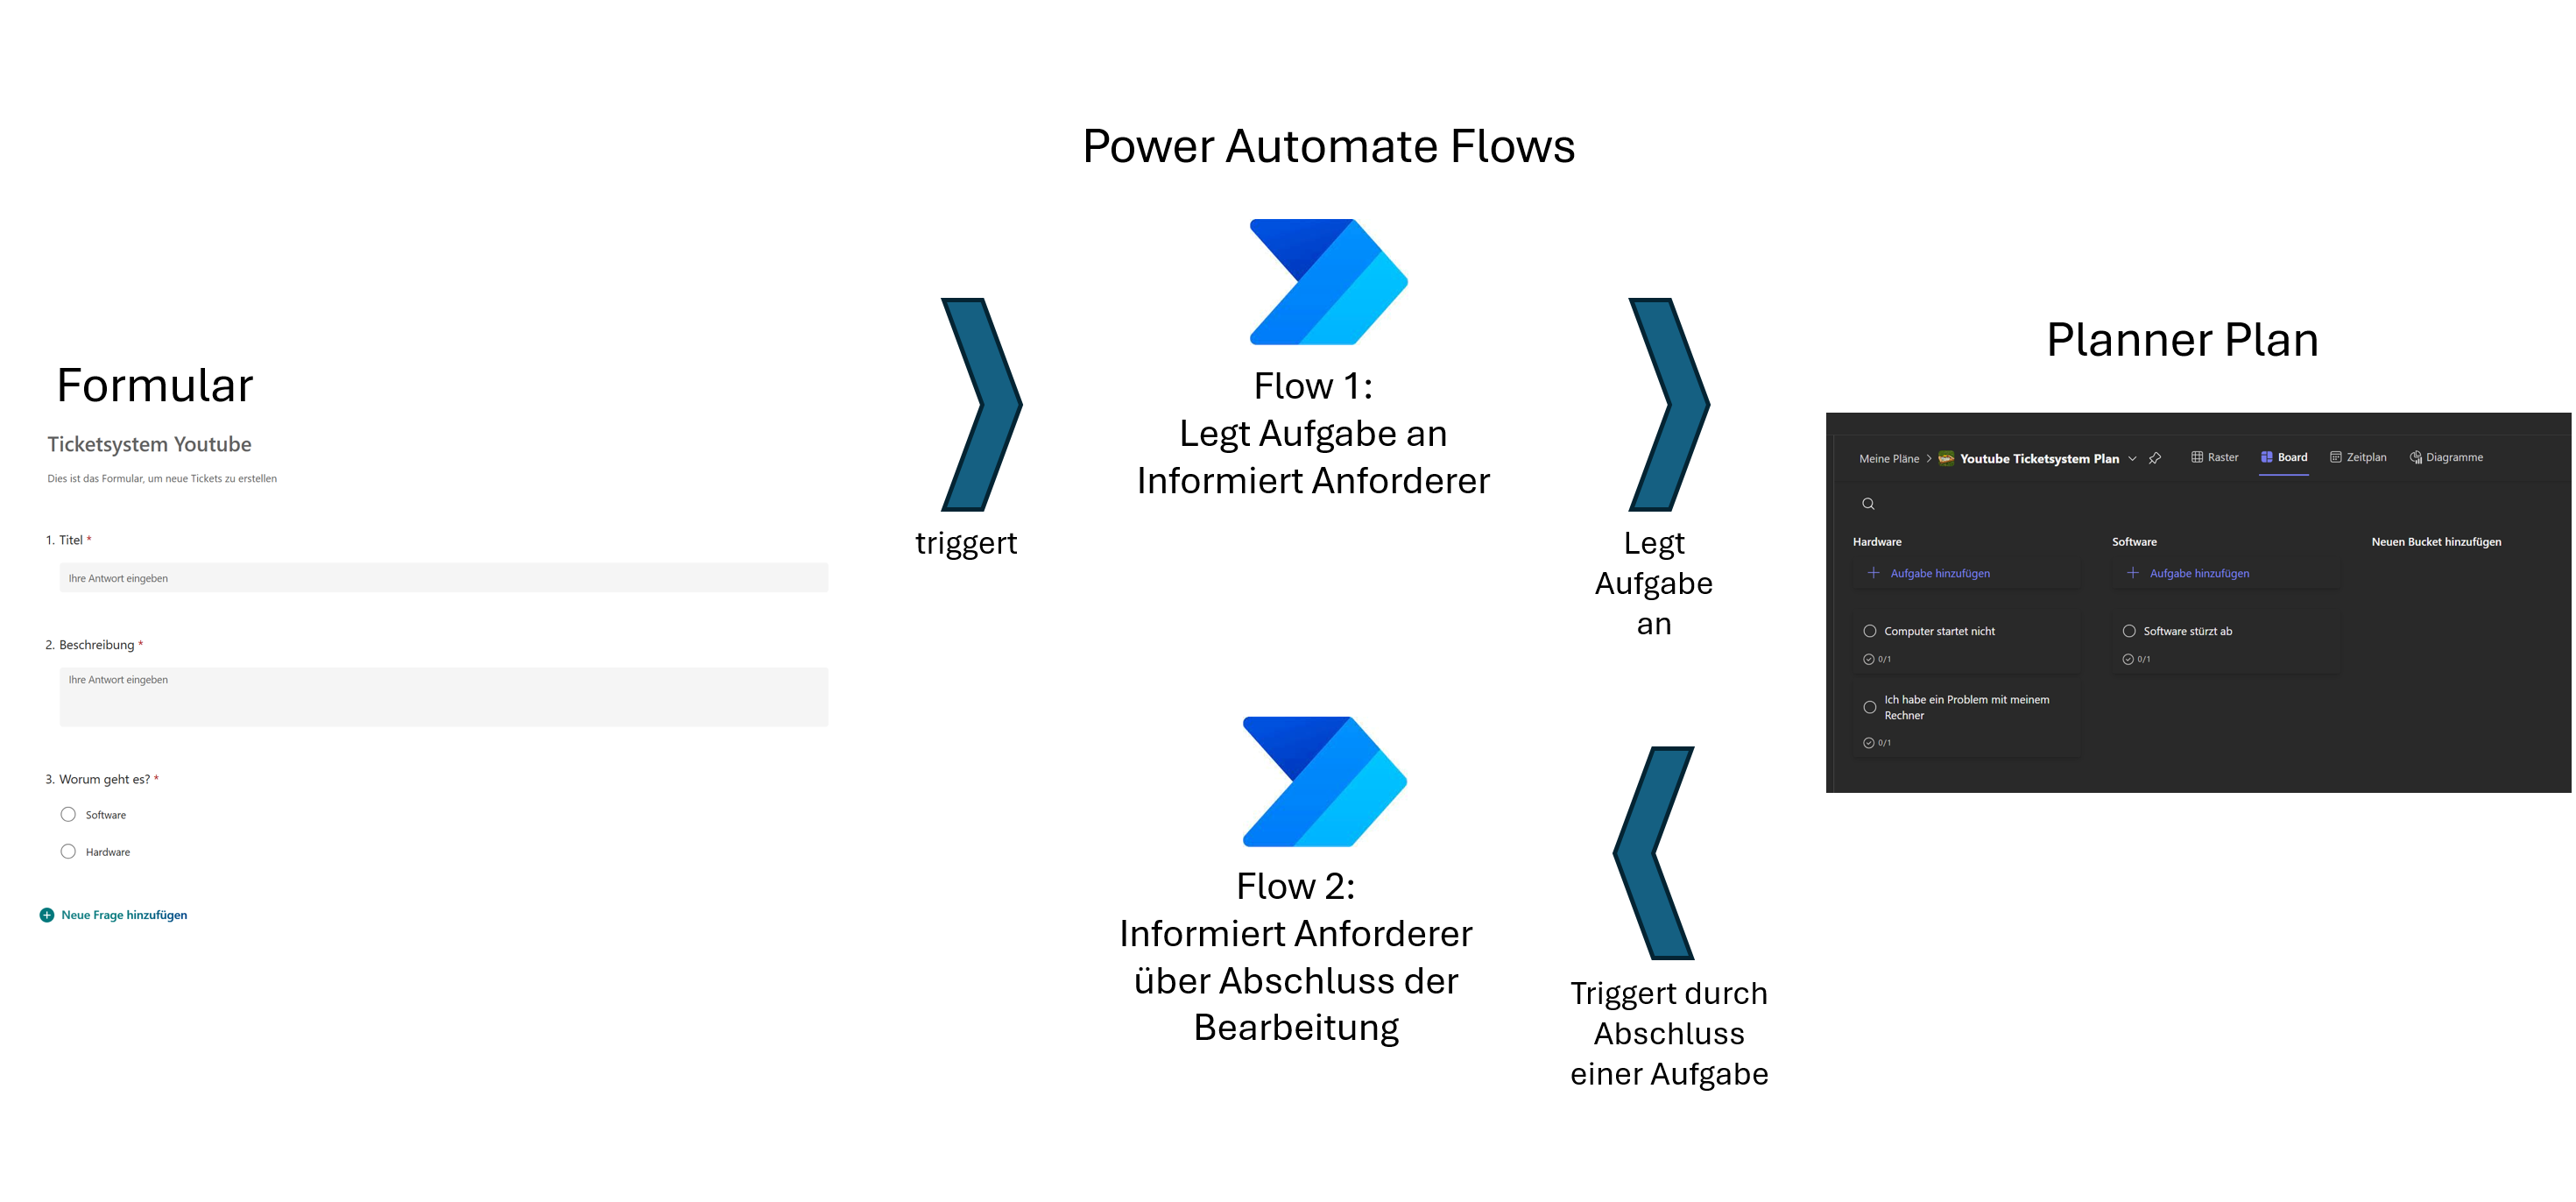 Power Automate Flows
Formular
Ticketsystem Youtube
Dies ist das Formular, um neue Tickets zu erstellen
1. Titel *
Ihre Antwort eingeben
2. Beschreibung *
Ihre Antwort eingeben
3. Worum geht es? *
Software
Hardware
Neue Frage hinzufügen
triggert
Flow 1:
Legt Aufgabe an
Informiert Anforderer
Legt
Aufgabe
an
Flow 2:
Informiert Anforderer
über Abschluss der
Bearbeitung
Triggert durch
Abschluss
einer Aufgabe
Planner Plan
Meine Pläne > Youtube Ticketsystem Plan Raster Board Zeitplan Diagramme
Hardware
Aufgabe hinzufügen
Computer startet nicht
0/1
Ich habe ein Problem mit meinem
Rechner
0/1
Software
Aufgabe hinzufügen
Software stürzt ab
0/1
Neuen Bucket hinzufügen